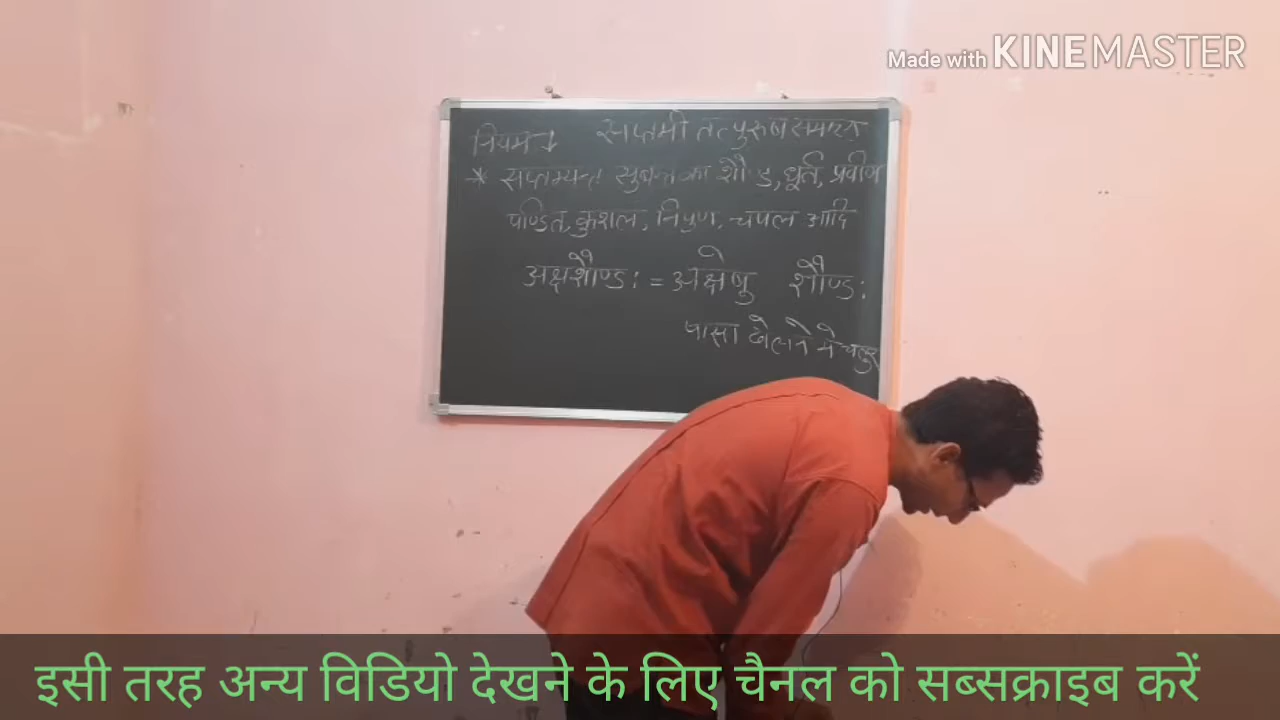 Made with KINEMASTER
नियम↓ सप्तमी तत्पुरुष समास
* सप्तम्यन्त सुबन्त का शौण्ड, धूर्त, प्रवीण
पण्डित, कुशल, निपुण, चपल आदि
अक्षशौण्ड: = अक्षेषु शौण्ड:
पासा खेलने मे चतुर
इसी तरह अन्य विडियो देखने के लिए चैनल को सब्सक्राइब करें